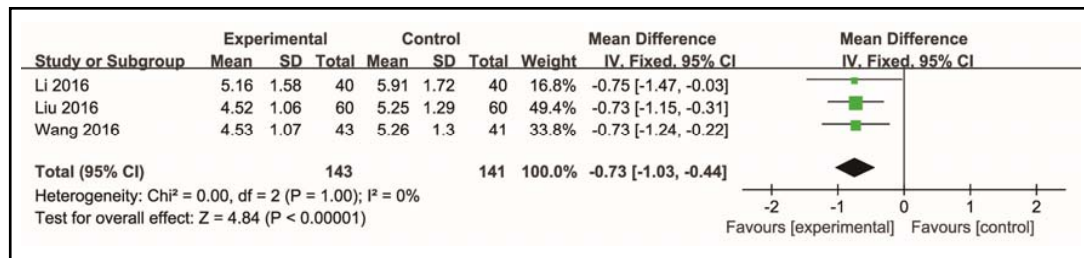 Experimental Control Mean Difference Mean Difference
Study or Subgroup Mean SD Total Mean SD Total Weight IV, Fixed, 95% CI IV, Fixed, 95% CI
Li 2016 5.16 1.58 40 5.91 1.72 40 16.8% -0.75 [-1.47, -0.03]
Liu 2016 4.52 1.06 60 5.25 1.29 60 49.4% -0.73 [-1.15, -0.31]
Wang 2016 4.53 1.07 43 5.26 1.3 41 33.8% -0.73 [-1.24, -0.22]
Total (95% CI) 143 141 100.0% -0.73 [-1.03, -0.44]
Heterogeneity: Chi² = 0.00, df = 2 (P = 1.00); I² = 0%
Test for overall effect: Z = 4.84 (P < 0.00001)
-2 -1 0 1 2
Favours [experimental] Favours [control]